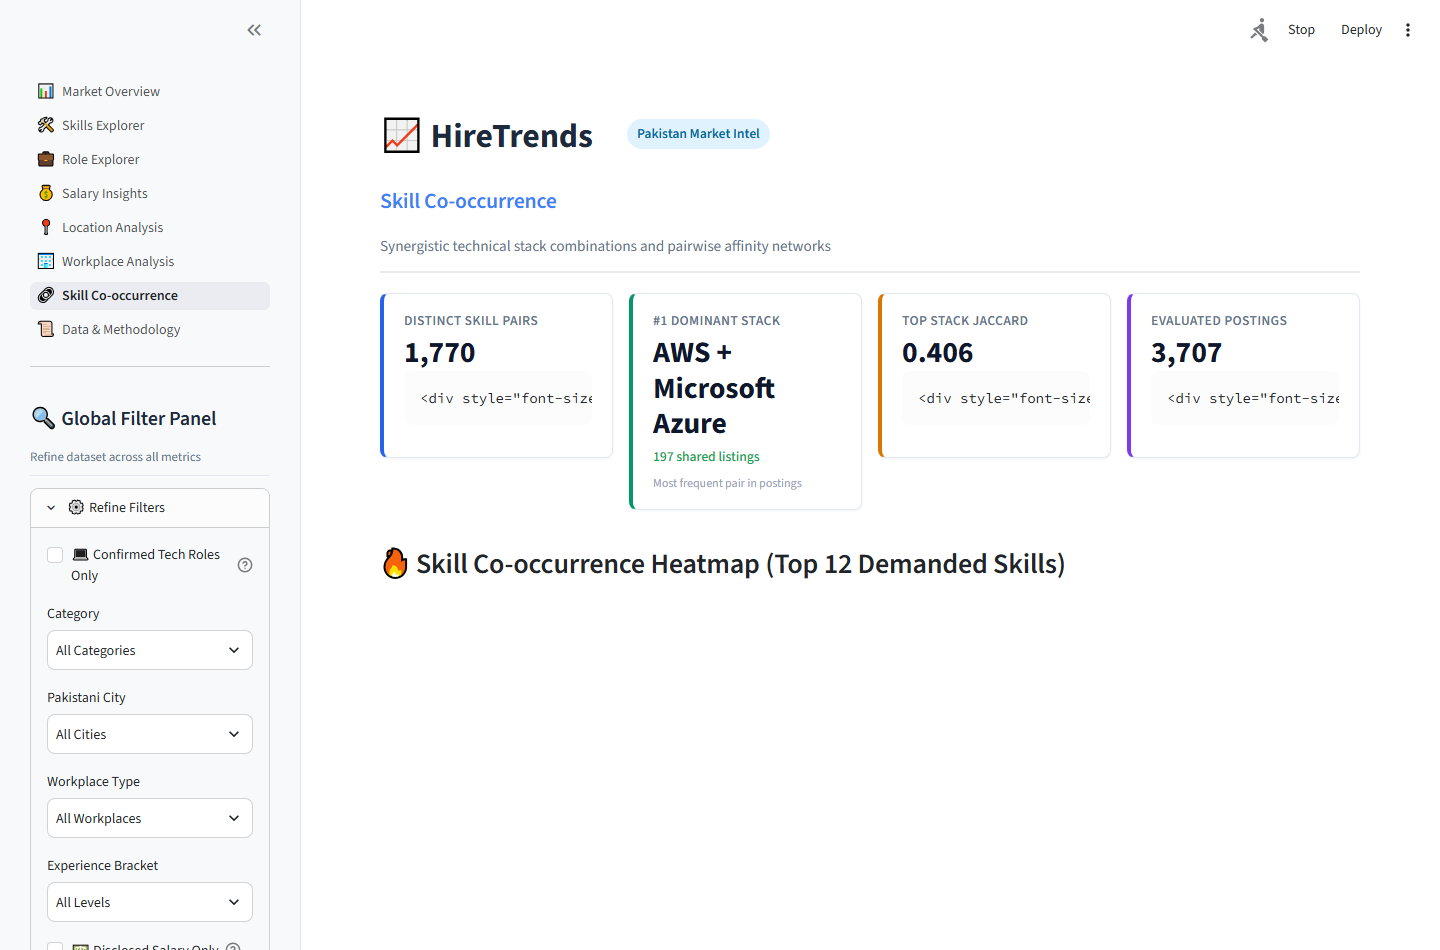 Stop
Deploy
Market Overview
Skills Explorer
Role Explorer
Salary Insights
Location Analysis
Workplace Analysis
Skill Co-occurrence
Data & Methodology
Global Filter Panel
Refine dataset across all metrics
Refine Filters
Confirmed Tech Roles
Only
Category
All Categories
Pakistani City
All Cities
Workplace Type
All Workplaces
Experience Bracket
All Levels
Disclosed Salary Only
HireTrends
Pakistan Market Intel
Skill Co-occurrence
Synergistic technical stack combinations and pairwise affinity networks
DISTINCT SKILL PAIRS
1,770
<div style="font-size
#1 DOMINANT STACK
AWS +
Microsoft
Azure
197 shared listings
Most frequent pair in postings
TOP STACK JACCARD
0.406
<div style="font-size
EVALUATED POSTINGS
3,707
<div style="font-size
Skill Co-occurrence Heatmap (Top 12 Demanded Skills)